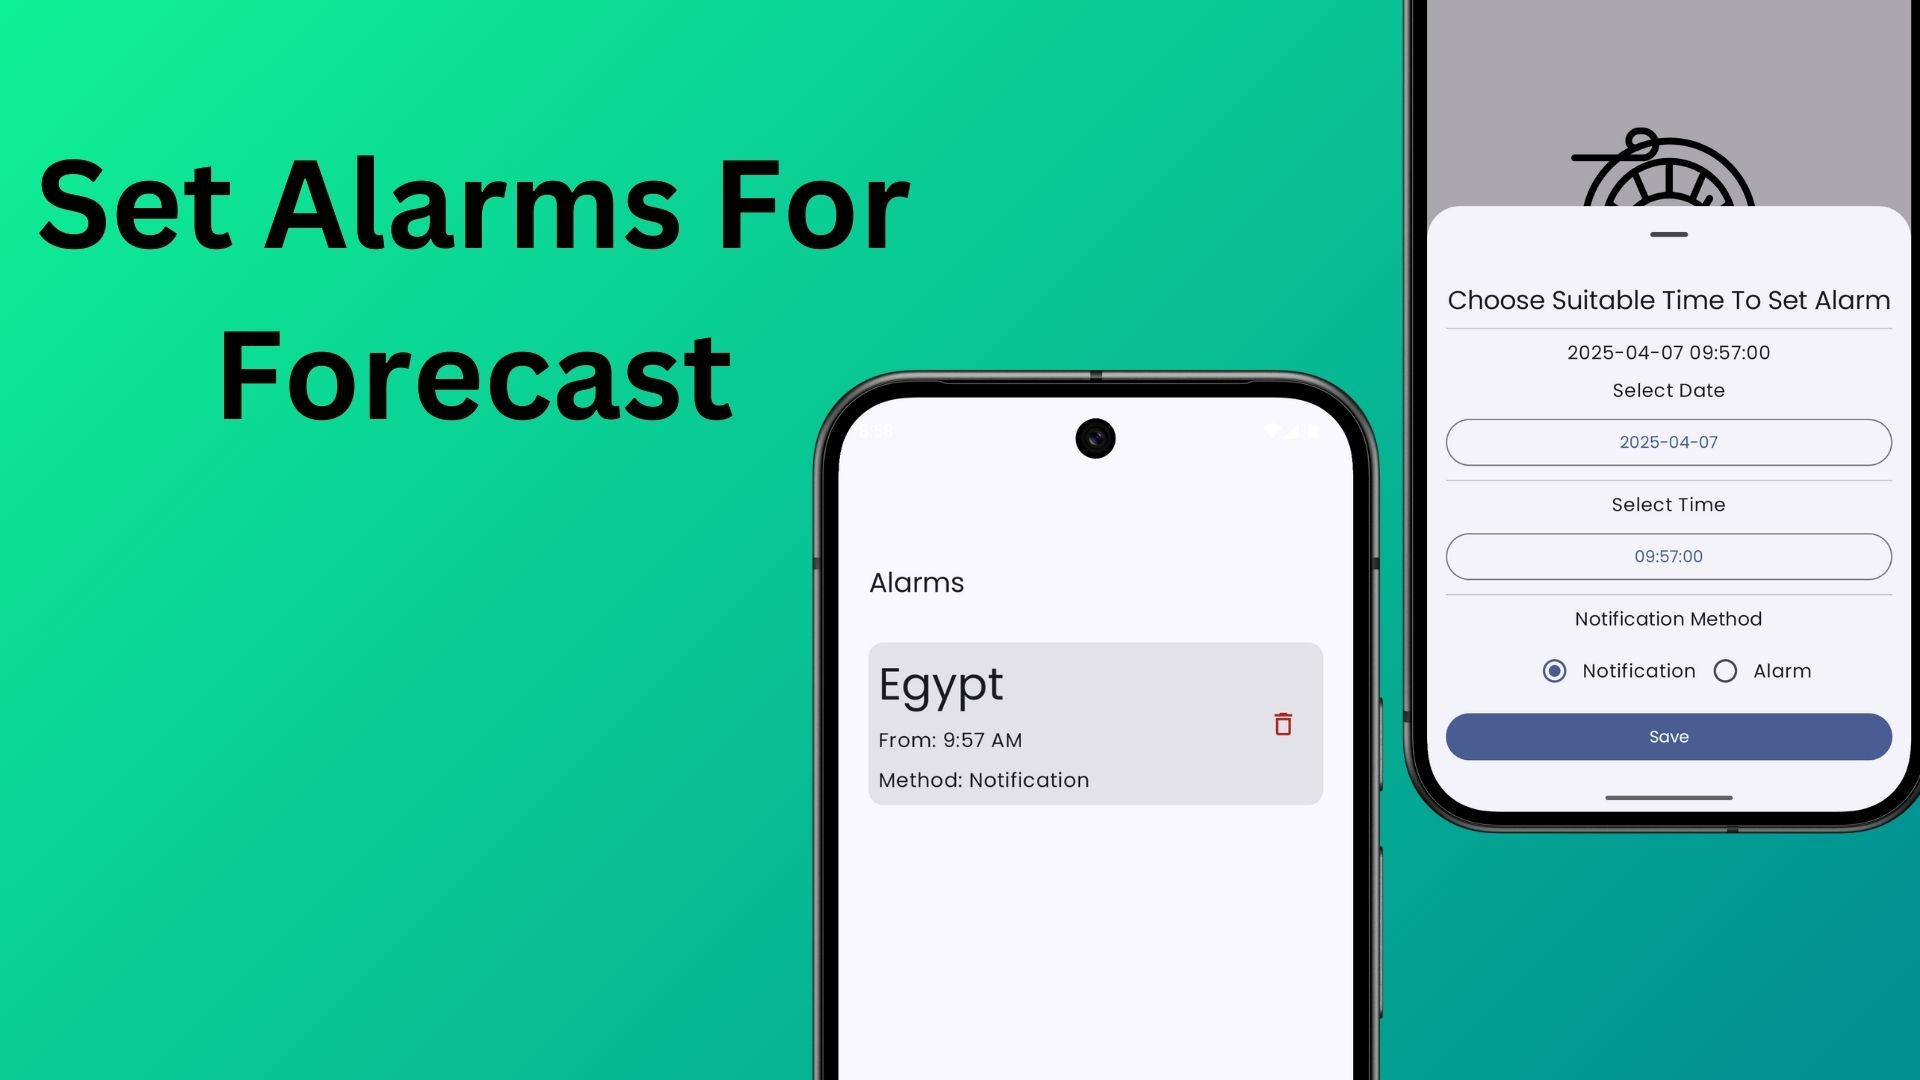 Set Alarms For
Forecast
Alarms
Egypt
From: 9:57 AM
Method: Notification
Choose Suitable Time To Set Alarm
2025-04-07 09:57:00
Select Date
2025-04-07
Select Time
09:57:00
Notification Method
Notification
Alarm
Save